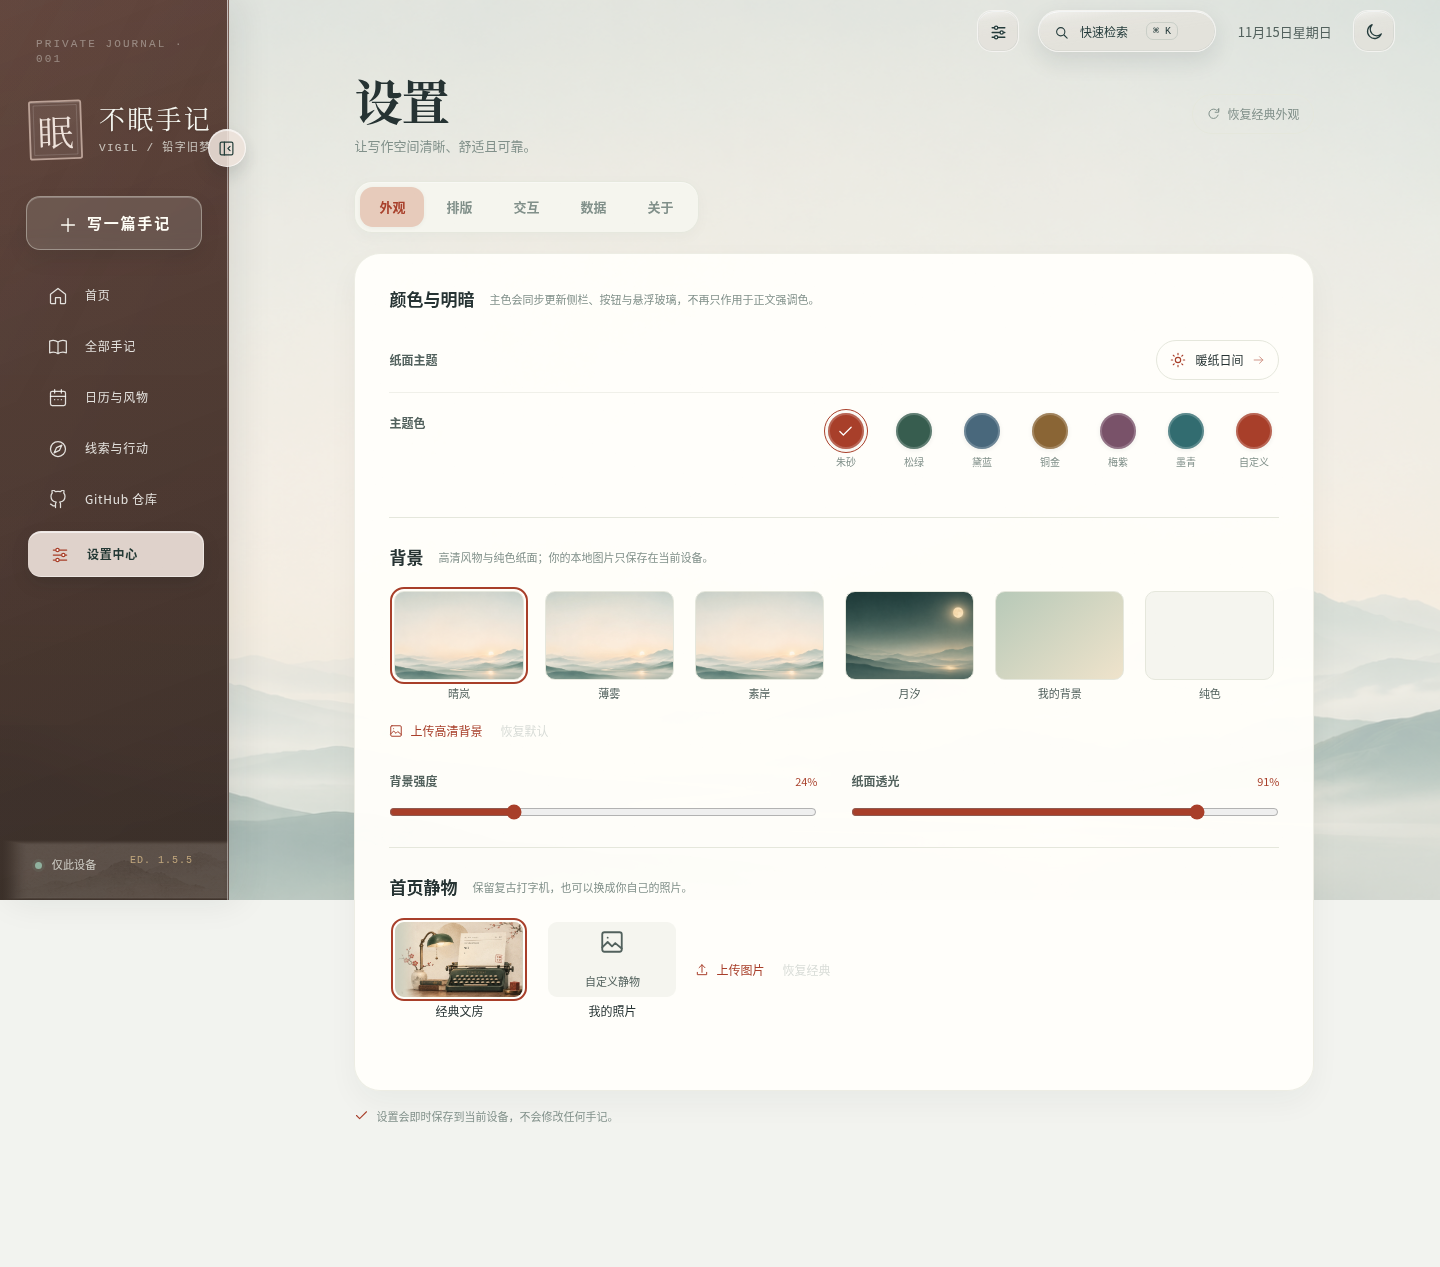 PRIVATE JOURNAL ·
001
眠
不眠手记
VIGIL / 铅字旧梦
写一篇手记
首页
全部手记
日历与风物
线索与行动
GitHub 仓库
设置中心
仅此设备
ED. 1.5.5
快速检索
⌘ K
11月15日星期日
设置
让写作空间清晰、舒适且可靠。
恢复经典外观
外观
排版
交互
数据
关于
颜色与明暗
主色会同步更新侧栏、按钮与悬浮玻璃，不再只作用于正文强调色。
纸面主题
暖纸日间
主题色
朱砂
松绿
黛蓝
铜金
梅紫
墨青
自定义
背景
高清风物与纯色纸面；你的本地图片只保存在当前设备。
晴岚
薄雾
素岸
月汐
我的背景
纯色
上传高清背景
恢复默认
背景强度
24%
纸面透光
91%
首页静物
保留复古打字机，也可以换成你自己的照片。
自定义静物
经典文房
我的照片
上传图片
恢复经典
设置会即时保存到当前设备，不会修改任何手记。